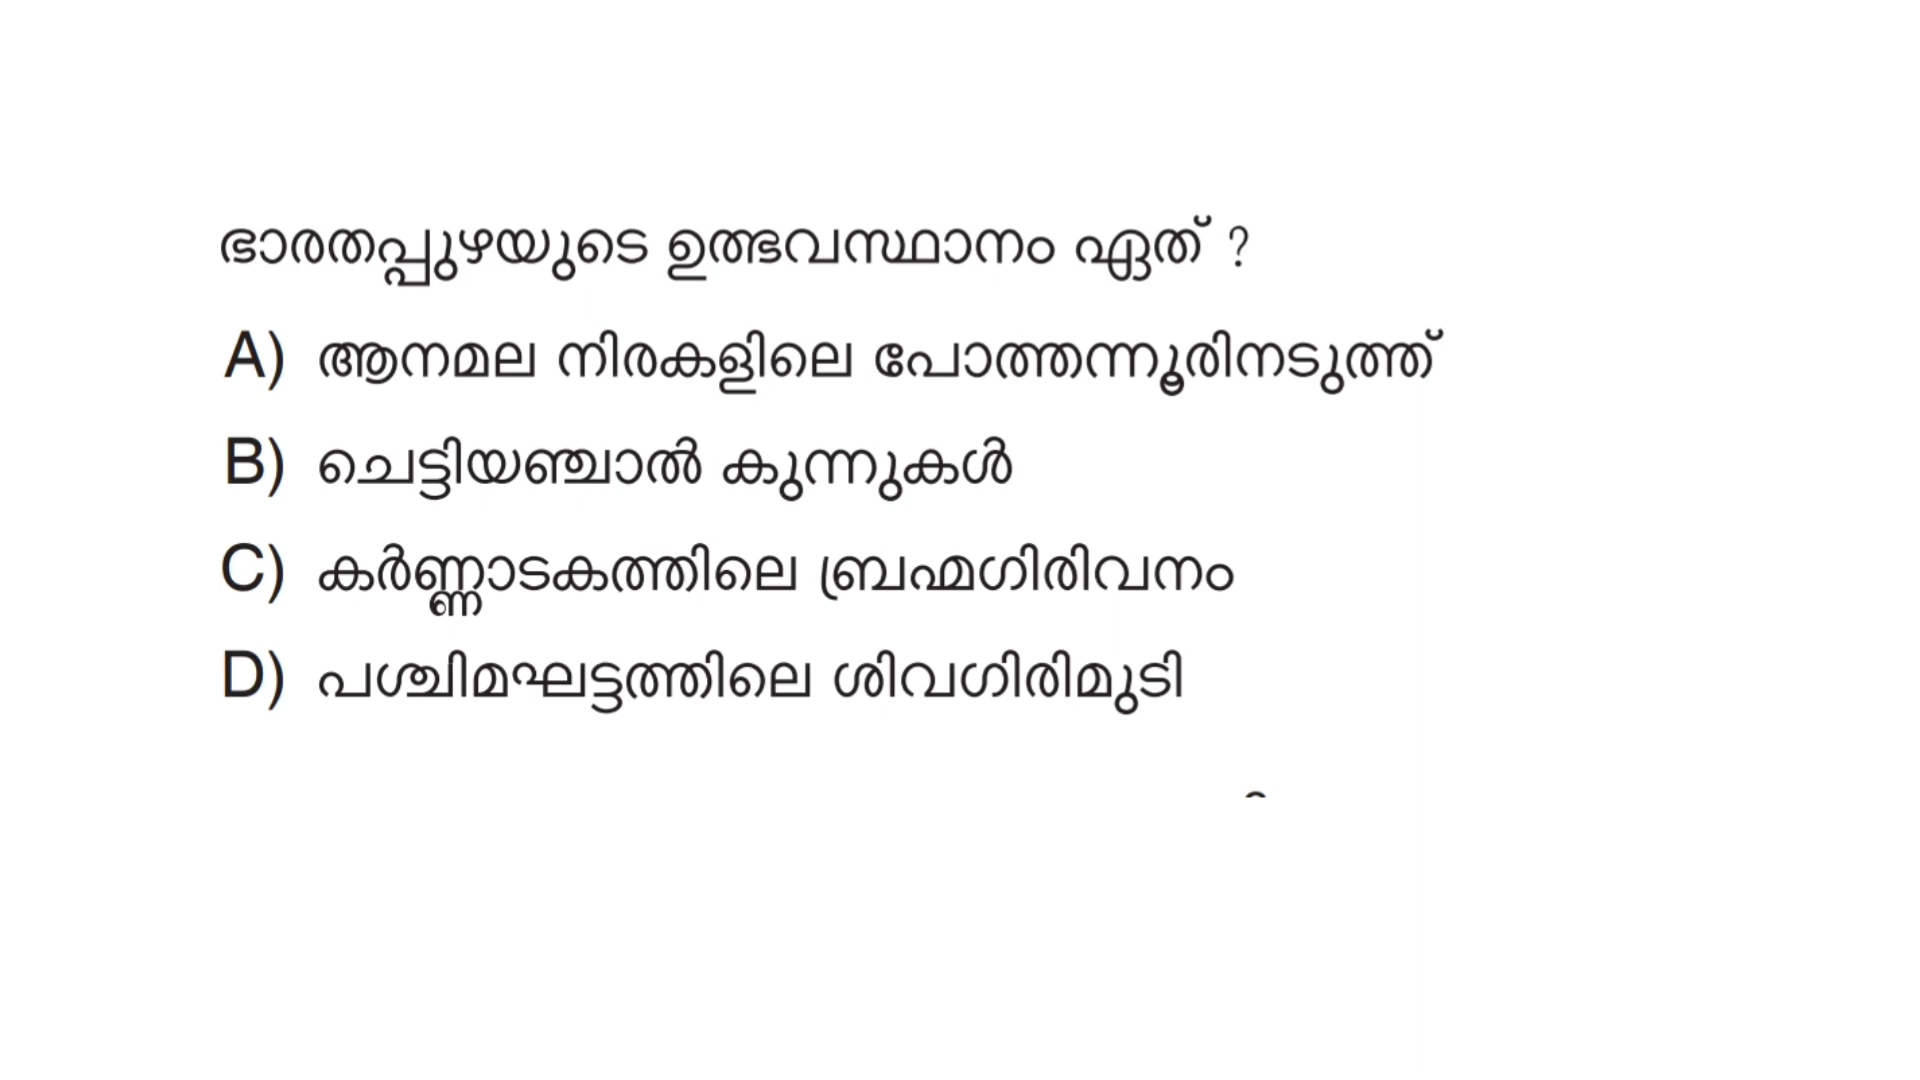 ഭാരതപ്പുഴയുടെ ഉത്ഭവസ്ഥാനം ഏത് ?
A) ആനമല നിരകളിലെ പോത്തന്നൂരിനടുത്ത്
B) ചെട്ടിയഞ്ചാൽ കുന്നുകൾ
C) കർണ്ണാടകത്തിലെ ബ്രഹ്മഗിരിവനം
D) പശ്ചിമഘട്ടത്തിലെ ശിവഗിരിമുടി